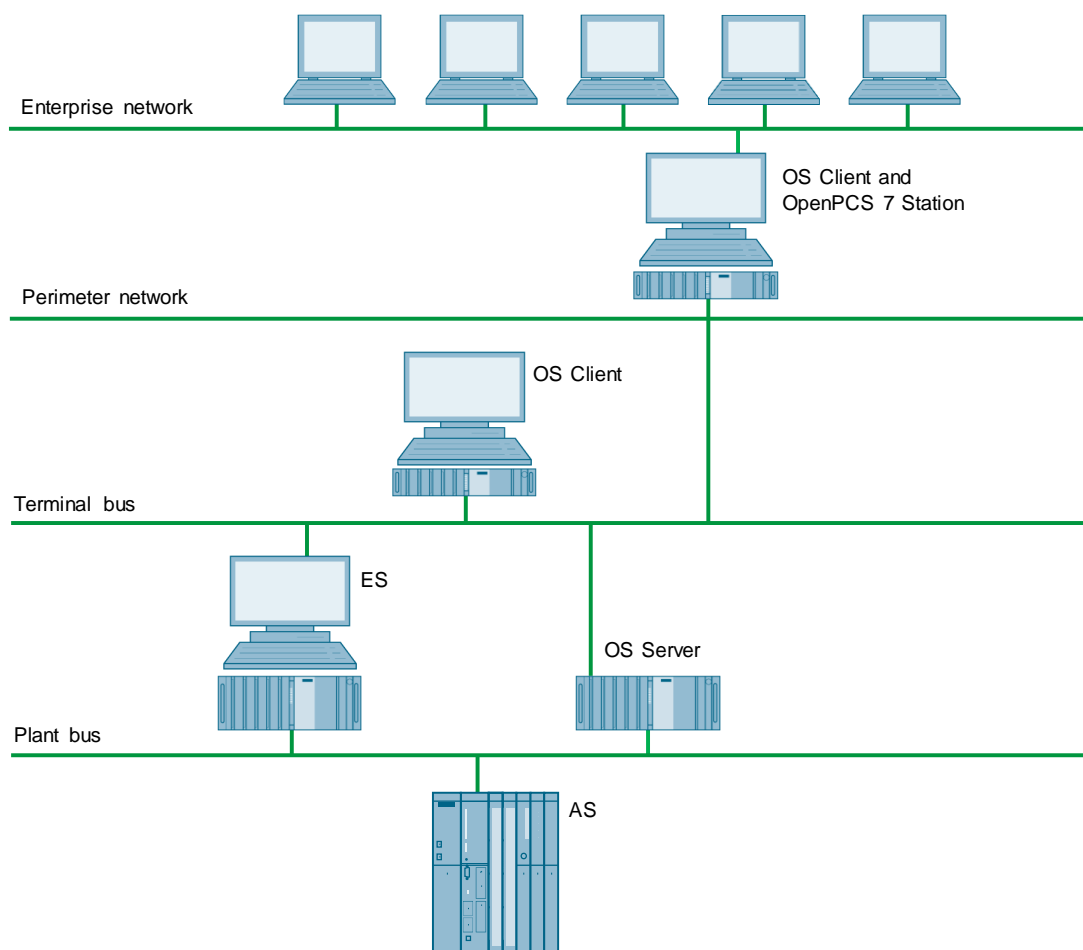 Enterprise network
OS Client and
OpenPCS 7 Station
Perimeter network
OS Client
Terminal bus
ES
OS Server
Plant bus
AS